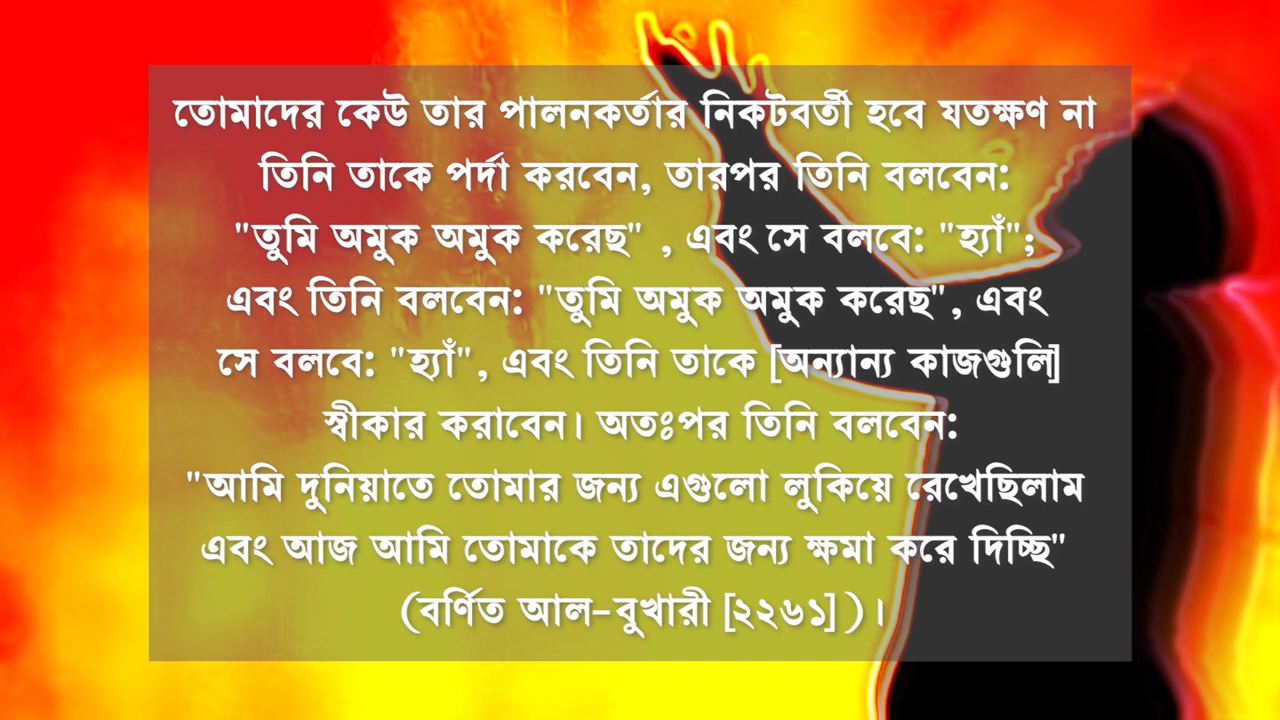 তোমাদের কেউ তার পালনকর্তার নিকটবর্তী হবে যতক্ষণ না
তিনি তাকে পর্দা করবেন, তারপর তিনি বলবেন:
"তুমি অমুক অমুক করেছ" , এবং সে বলবে: "হ্যাঁ";
এবং তিনি বলবেন: "তুমি অমুক অমুক করেছ", এবং
সে বলবে: "হ্যাঁ", এবং তিনি তাকে [অন্যান্য কাজগুলি]
স্বীকার করাবেন। অতঃপর তিনি বলবেন:
"আমি দুনিয়াতে তোমার জন্য এগুলো লুকিয়ে রেখেছিলাম
এবং আজ আমি তোমাকে তাদের জন্য ক্ষমা করে দিচ্ছি"
(বর্ণিত আল-বুখারী [২২৬১] )।